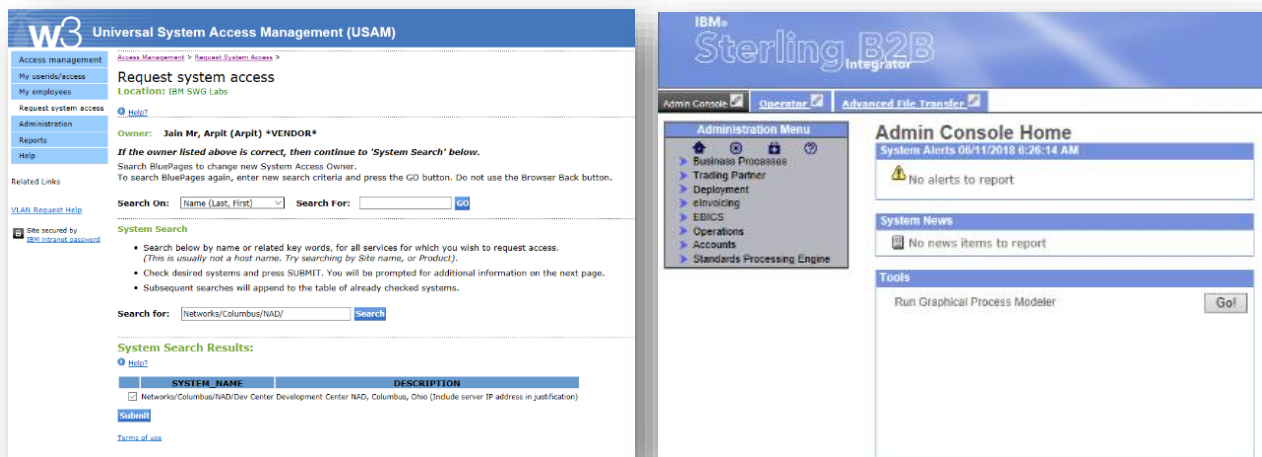 W3 Universal System Access Management (USAM)
Access management
My userids/access
My employees
Request system access
Administration
Reports
Help
Related Links
VLAN Request Help
Site secured by
IBM intranet password
Access Management > Request System Access >
Request system access
Location: IBM SWG Labs
Help?
Owner: Jain Mr, Arpit (Arpit) *VENDOR*
If the owner listed above is correct, then continue to 'System Search' below.
Search BluePages to change new System Access Owner.
To search BluePages again, enter new search criteria and press the GO button. Do not use the Browser Back button.
Search On: Name (Last, First) Search For: GO
System Search
• Search below by name or related key words, for all services for which you wish to request access.
(This is usually not a host name. Try searching by Site name, or Product).
• Check desired systems and press SUBMIT. You will be prompted for additional information on the next page.
• Subsequent searches will append to the table of already checked systems.
Search for: Networks/Columbus/NAD/ Search
System Search Results:
Help?
SYSTEM_NAME DESCRIPTION
Networks/Columbus/NAD/Dev Center Development Center NAD, Columbus, Ohio (Include server IP address in justification)
Submit
Terms of use
IBM®
Sterling B2B
Integrator
Admin Console Operator Advanced File Transfer
Administration Menu
Business Processes
Trading Partner
Deployment
eInvoicing
EBICS
Operations
Accounts
Standards Processing Engine
Admin Console Home
System Alerts 06/11/2018 6:26:14 AM
No alerts to report
System News
No news items to report
Tools
Run Graphical Process Modeler Go!